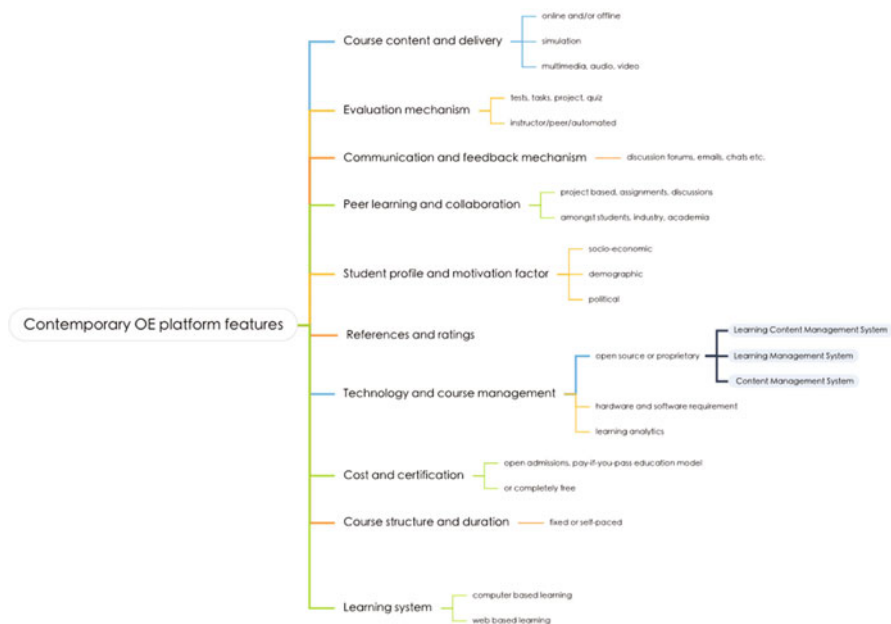 Contemporary OE platform features
Course content and delivery
online and/or offline
simulation
multimedia, audio, video
Evaluation mechanism
tests, tasks, project, quiz
instructor/peer/automated
Communication and feedback mechanism
discussion forums, emails, chats etc.
Peer learning and collaboration
project based, assignments, discussions
amongst students, industry, academia
Student profile and motivation factor
socio-economic
demographic
political
References and ratings
Technology and course management
open source or proprietary
Learning Content Management System
Learning Management System
Content Management System
hardware and software requirement
learning analytics
Cost and certification
open admissions, pay-if-you-pass education model
or completely free
Course structure and duration
fixed or self-paced
Learning system
computer based learning
web based learning